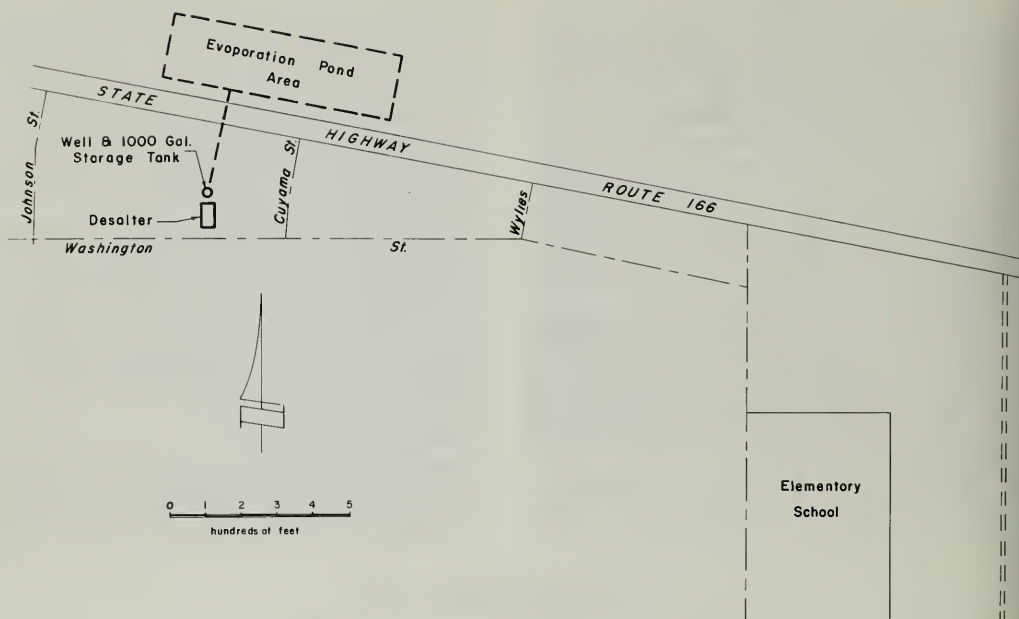 Evaporation Pond
Area
STATE HIGHWAY ROUTE 166
Johnson St.
Well & 1000 Gal.
Storage Tank
Cuyama St.
Desalter
Wylies
Washington St.
0 1 2 3 4 5
hundreds of feet
Elementary
School